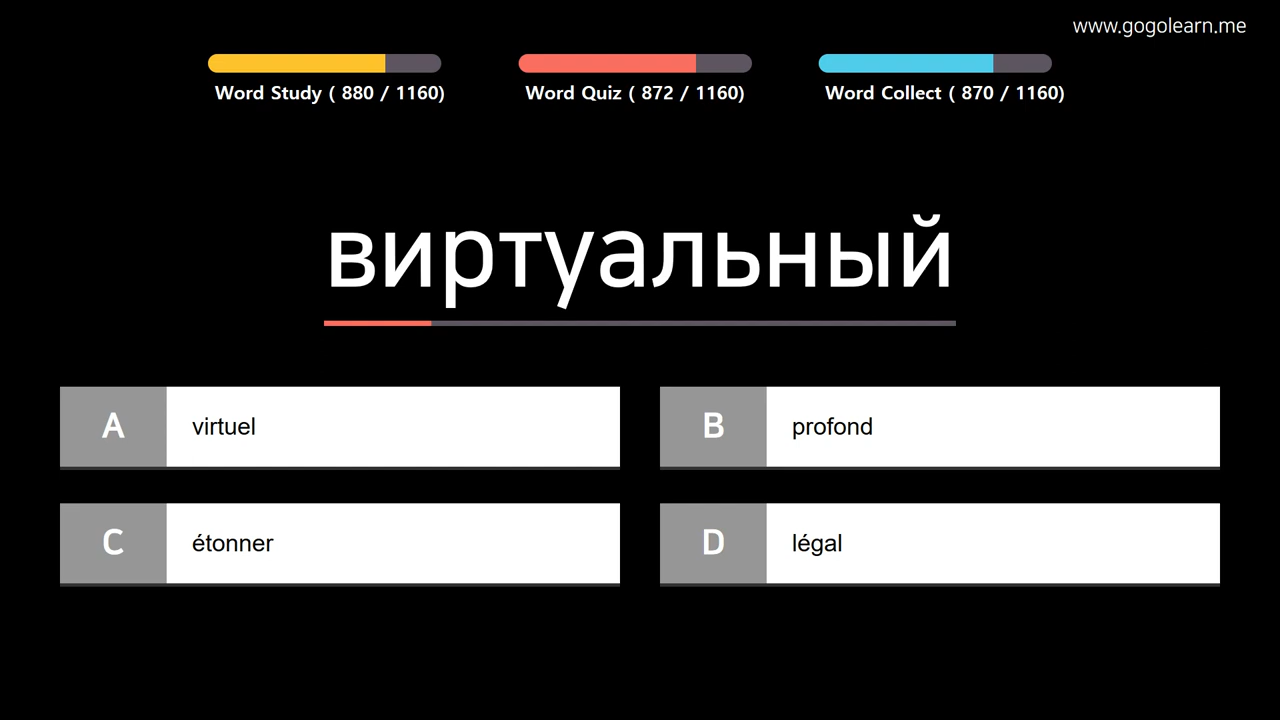 www.gogolearn.me
Word Study ( 880 / 1160)
Word Quiz ( 872 / 1160)
Word Collect ( 870 / 1160)
виртуальный
A virtuel
B profond
C étonner
D légal